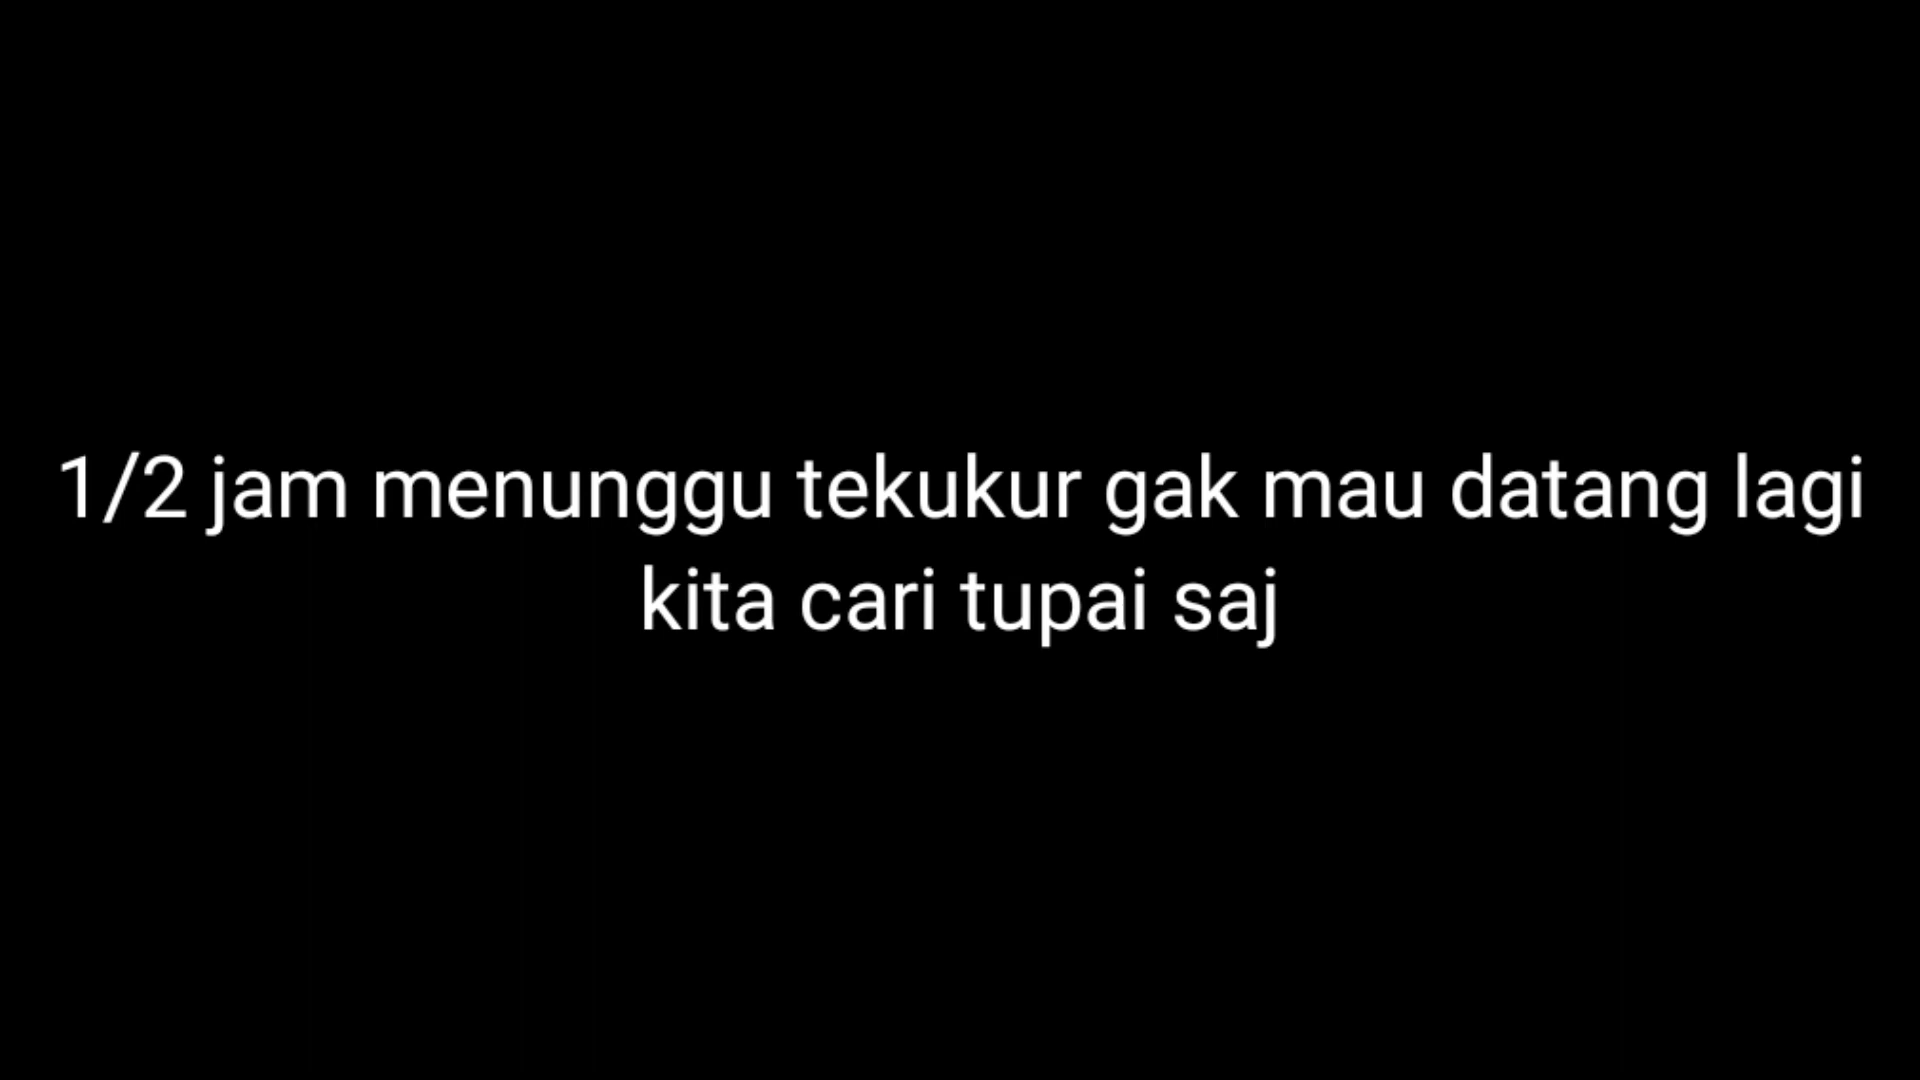 1/2 jam menunggu tekukur gak mau datang lagi
kita cari tupai saj